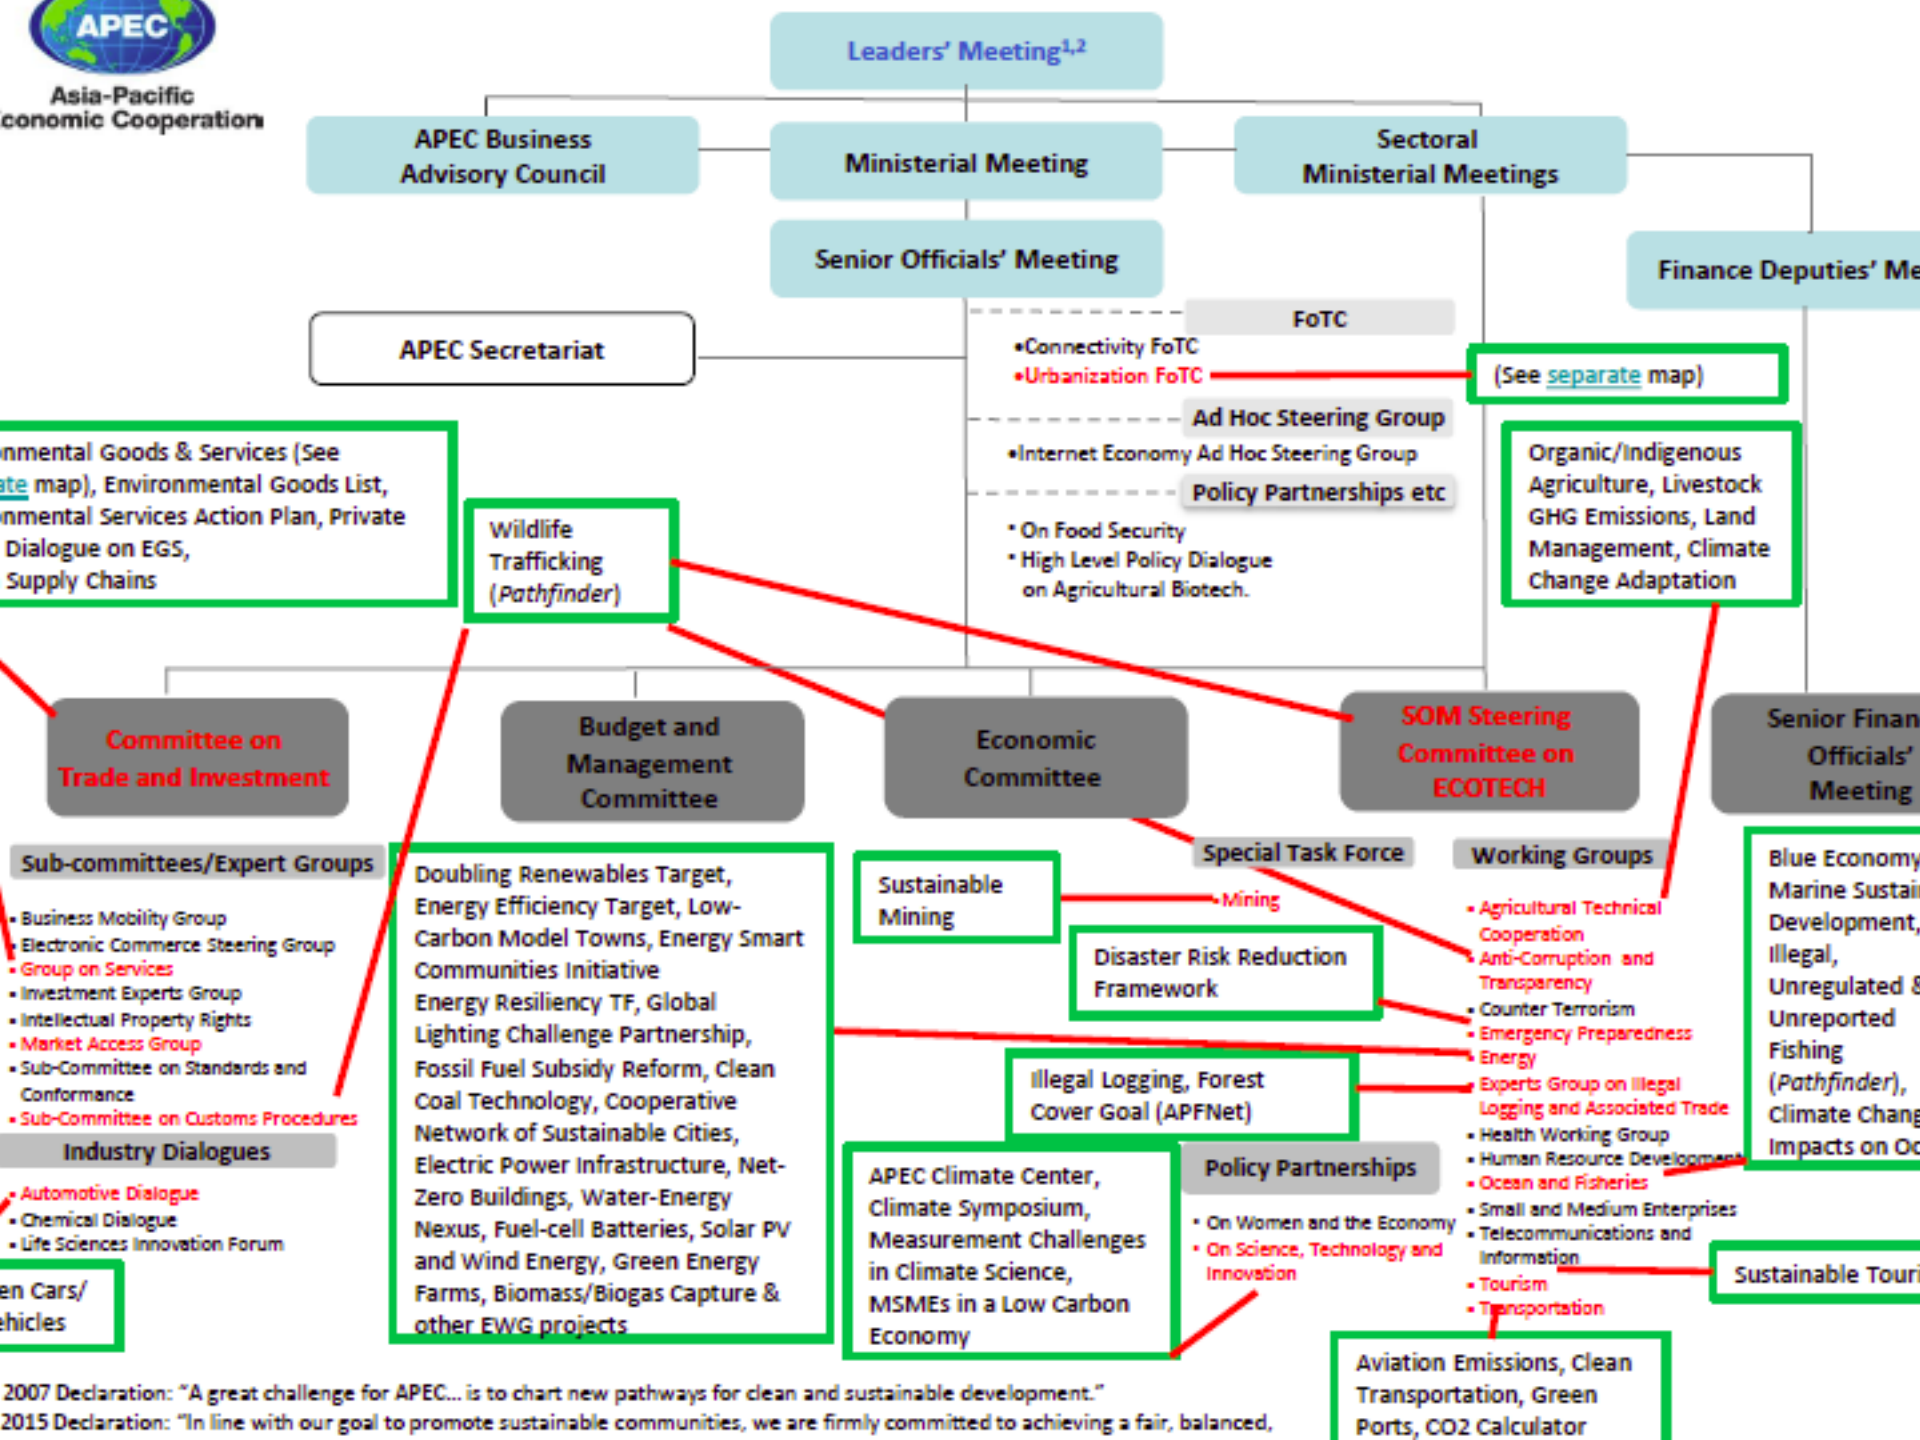 APEC
Asia-Pacific
conomic Cooperation
Leaders' Meeting1,2
APEC Business
Advisory Council
Ministerial Meeting
Sectoral
Ministerial Meetings
Senior Officials' Meeting
Finance Deputies' Me
APEC Secretariat
FoTC
•Connectivity FoTC
•Urbanization FoTC
(See separate map)
Ad Hoc Steering Group
•Internet Economy Ad Hoc Steering Group
Policy Partnerships etc
▪ On Food Security
▪ High Level Policy Dialogue
on Agricultural Biotech.
onmental Goods & Services (See
ate map), Environmental Goods List,
onmental Services Action Plan, Private
Dialogue on EGS,
Supply Chains
Wildlife
Trafficking
(Pathfinder)
Organic/Indigenous
Agriculture, Livestock
GHG Emissions, Land
Management, Climate
Change Adaptation
Committee on
Trade and Investment
Budget and
Management
Committee
Economic
Committee
SOM Steering
Committee on
ECOTECH
Senior Finan
Officials'
Meeting
Sub-committees/Expert Groups
▪ Business Mobility Group
▪ Electronic Commerce Steering Group
▪ Group on Services
▪ Investment Experts Group
▪ Intellectual Property Rights
▪ Market Access Group
▪ Sub-Committee on Standards and
Conformance
▪ Sub-Committee on Customs Procedures
Industry Dialogues
▪ Automotive Dialogue
▪ Chemical Dialogue
▪ Life Sciences Innovation Forum
en Cars/
ehicles
Doubling Renewables Target,
Energy Efficiency Target, Low-
Carbon Model Towns, Energy Smart
Communities Initiative
Energy Resiliency TF, Global
Lighting Challenge Partnership,
Fossil Fuel Subsidy Reform, Clean
Coal Technology, Cooperative
Network of Sustainable Cities,
Electric Power Infrastructure, Net-
Zero Buildings, Water-Energy
Nexus, Fuel-cell Batteries, Solar PV
and Wind Energy, Green Energy
Farms, Biomass/Biogas Capture &
other EWG projects
Sustainable
Mining
Special Task Force
▪ Mining
Disaster Risk Reduction
Framework
Illegal Logging, Forest
Cover Goal (APFNet)
APEC Climate Center,
Climate Symposium,
Measurement Challenges
in Climate Science,
MSMEs in a Low Carbon
Economy
Policy Partnerships
▪ On Women and the Economy
▪ On Science, Technology and
Innovation
Working Groups
▪ Agricultural Technical
Cooperation
▪ Anti-Corruption and
Transparency
▪ Counter Terrorism
▪ Emergency Preparedness
▪ Energy
▪ Experts Group on Illegal
Logging and Associated Trade
▪ Health Working Group
▪ Human Resource Development
▪ Ocean and Fisheries
▪ Small and Medium Enterprises
▪ Telecommunications and
Information
▪ Tourism
▪ Transportation
Blue Economy
Marine Sustain
Development,
Illegal,
Unregulated &
Unreported
Fishing
(Pathfinder),
Climate Chang
Impacts on Oc
Sustainable Touri
Aviation Emissions, Clean
Transportation, Green
Ports, CO2 Calculator
2007 Declaration: "A great challenge for APEC... is to chart new pathways for clean and sustainable development."
2015 Declaration: "In line with our goal to promote sustainable communities, we are firmly committed to achieving a fair, balanced,